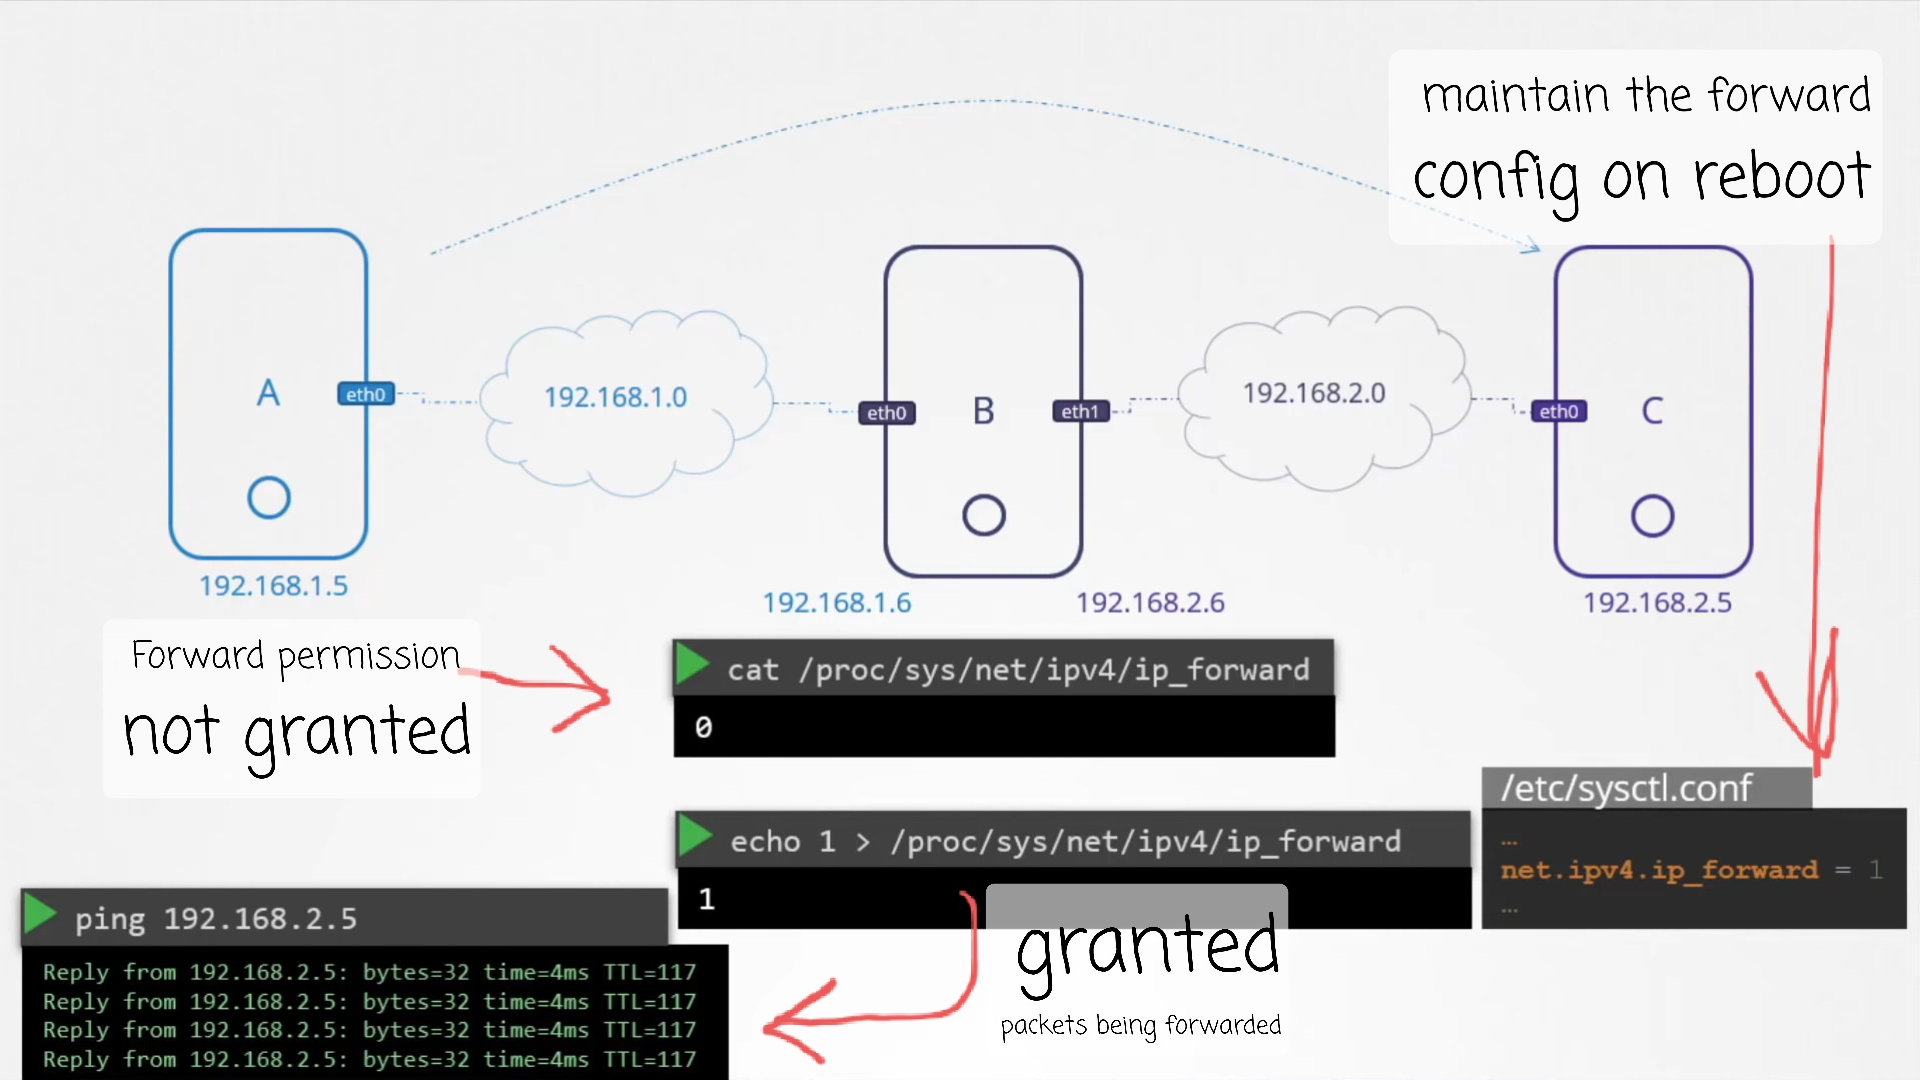 maintain the forward
config on reboot
A
eth0
192.168.1.0
eth0
B
eth1
192.168.2.0
eth0
C
192.168.1.5
192.168.1.6
192.168.2.6
192.168.2.5
Forward permission
not granted
cat /proc/sys/net/ipv4/ip_forward
0
echo 1 > /proc/sys/net/ipv4/ip_forward
1
/etc/sysctl.conf
…
net.ipv4.ip_forward = 1
…
granted
packets being forwarded
ping 192.168.2.5
Reply from 192.168.2.5: bytes=32 time=4ms TTL=117
Reply from 192.168.2.5: bytes=32 time=4ms TTL=117
Reply from 192.168.2.5: bytes=32 time=4ms TTL=117
Reply from 192.168.2.5: bytes=32 time=4ms TTL=117